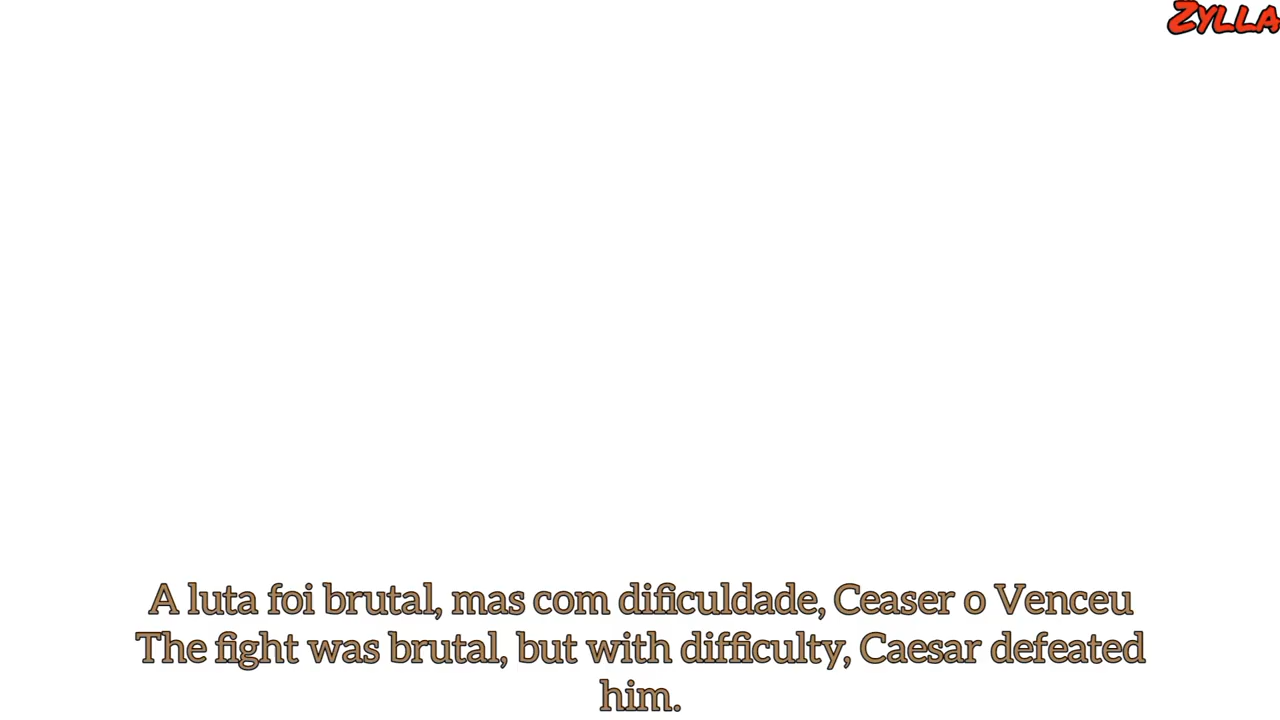 Zylla
A luta foi brutal, mas com dificuldade, Ceaser o Venceu
The fight was brutal, but with difficulty, Caesar defeated
him.